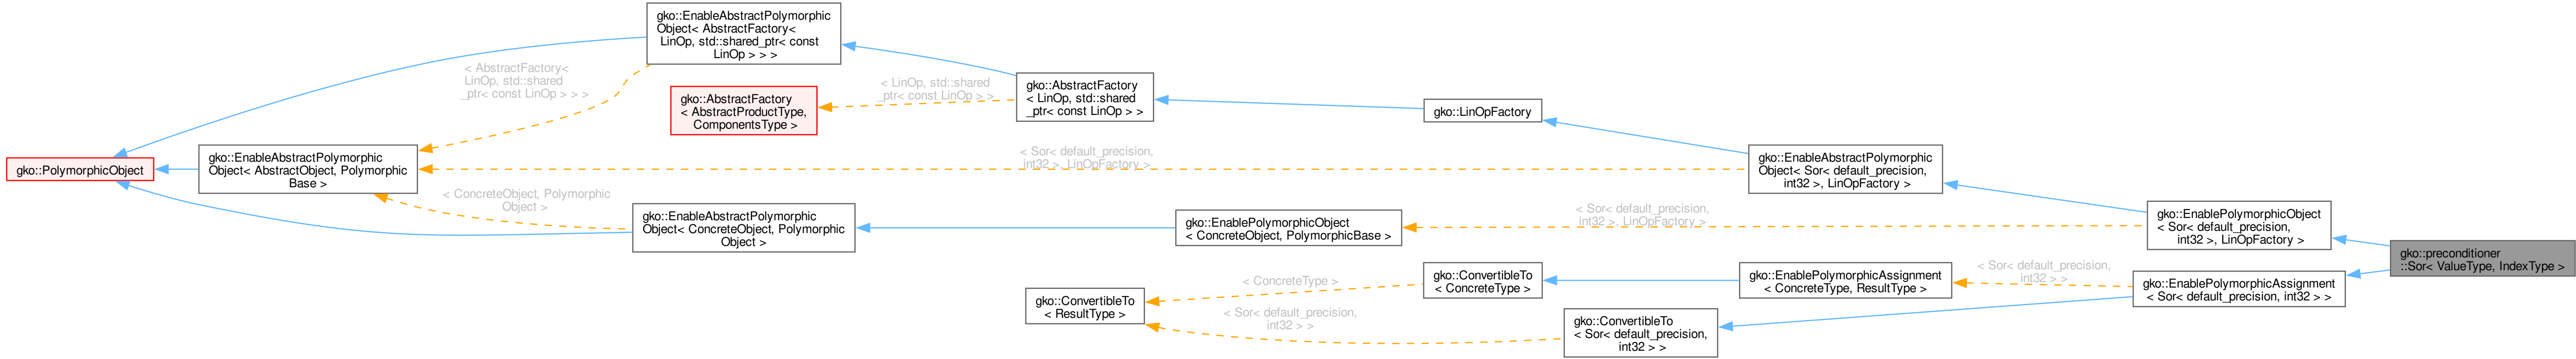 gko::EnableAbstractPolymorphic
Object< AbstractFactory<
LinOp, std::shared_ptr< const
LinOp > > >
< AbstractFactory<
LinOp, std::shared
_ptr< const LinOp > > >
gko::AbstractFactory
< AbstractProductType,
ComponentsType >
< LinOp, std::shared
_ptr< const LinOp > >
gko::AbstractFactory
< LinOp, std::shared
_ptr< const LinOp > >
gko::LinOpFactory
gko::PolymorphicObject
gko::EnableAbstractPolymorphic
Object< AbstractObject, Polymorphic
Base >
< Sor< default_precision,
int32 >, LinOpFactory >
gko::EnableAbstractPolymorphic
Object< Sor< default_precision,
int32 >, LinOpFactory >
< ConcreteObject, Polymorphic
Object >
gko::EnableAbstractPolymorphic
Object< ConcreteObject, Polymorphic
Object >
gko::EnablePolymorphicObject
< ConcreteObject, PolymorphicBase >
< Sor< default_precision,
int32 >, LinOpFactory >
gko::EnablePolymorphicObject
< Sor< default_precision,
int32 >, LinOpFactory >
gko::preconditioner
::Sor< ValueType, IndexType >
gko::ConvertibleTo
< ResultType >
< ConcreteType >
gko::ConvertibleTo
< ConcreteType >
gko::EnablePolymorphicAssignment
< ConcreteType, ResultType >
< Sor< default_precision,
int32 > >
gko::EnablePolymorphicAssignment
< Sor< default_precision, int32 > >
< Sor< default_precision,
int32 > >
gko::ConvertibleTo
< Sor< default_precision,
int32 > >